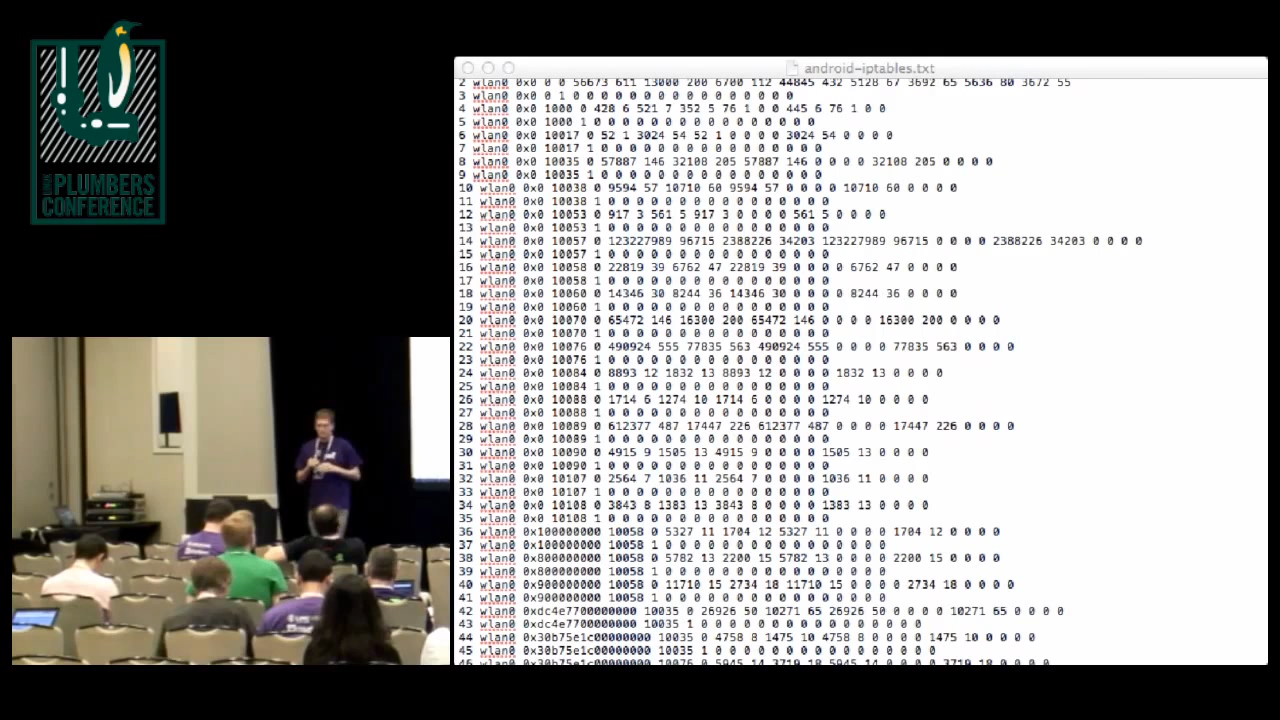 LINUX
PLUMBERS
CONFERENCE
android-iptables.txt
2 wlan0 0x0 0 0 56673 611 13000 200 6700 112 44845 432 5128 67 3692 65 5636 80 3672 55
3 wlan0 0x0 0 1 0 0 0 0 0 0 0 0 0 0 0 0 0 0 0 0
4 wlan0 0x0 1000 0 428 6 521 7 352 5 76 1 0 0 445 6 76 1 0 0
5 wlan0 0x0 1000 1 0 0 0 0 0 0 0 0 0 0 0 0 0 0 0 0
6 wlan0 0x0 10017 0 52 1 3024 54 52 1 0 0 0 0 3024 54 0 0 0 0
7 wlan0 0x0 10017 1 0 0 0 0 0 0 0 0 0 0 0 0 0 0 0 0
8 wlan0 0x0 10035 0 57887 146 32108 205 57887 146 0 0 0 0 32108 205 0 0 0 0
9 wlan0 0x0 10035 1 0 0 0 0 0 0 0 0 0 0 0 0 0 0 0 0
10 wlan0 0x0 10038 0 9594 57 10710 60 9594 57 0 0 0 0 10710 60 0 0 0 0
11 wlan0 0x0 10038 1 0 0 0 0 0 0 0 0 0 0 0 0 0 0 0 0
12 wlan0 0x0 10053 0 917 3 561 5 917 3 0 0 0 0 561 5 0 0 0 0
13 wlan0 0x0 10053 1 0 0 0 0 0 0 0 0 0 0 0 0 0 0 0 0
14 wlan0 0x0 10057 0 123227989 96715 2388226 34203 123227989 96715 0 0 0 0 2388226 34203 0 0 0 0
15 wlan0 0x0 10057 1 0 0 0 0 0 0 0 0 0 0 0 0 0 0 0 0
16 wlan0 0x0 10058 0 22819 39 6762 47 22819 39 0 0 0 0 6762 47 0 0 0 0
17 wlan0 0x0 10058 1 0 0 0 0 0 0 0 0 0 0 0 0 0 0 0 0
18 wlan0 0x0 10060 0 14346 30 8244 36 14346 30 0 0 0 0 8244 36 0 0 0 0
19 wlan0 0x0 10060 1 0 0 0 0 0 0 0 0 0 0 0 0 0 0 0 0
20 wlan0 0x0 10070 0 65472 146 16300 200 65472 146 0 0 0 0 16300 200 0 0 0 0
21 wlan0 0x0 10070 1 0 0 0 0 0 0 0 0 0 0 0 0 0 0 0 0
22 wlan0 0x0 10076 0 490924 555 77835 563 490924 555 0 0 0 0 77835 563 0 0 0 0
23 wlan0 0x0 10076 1 0 0 0 0 0 0 0 0 0 0 0 0 0 0 0 0
24 wlan0 0x0 10084 0 8893 12 1832 13 8893 12 0 0 0 0 1832 13 0 0 0 0
25 wlan0 0x0 10084 1 0 0 0 0 0 0 0 0 0 0 0 0 0 0 0 0
26 wlan0 0x0 10088 0 1714 6 1274 10 1714 6 0 0 0 0 1274 10 0 0 0 0
27 wlan0 0x0 10088 1 0 0 0 0 0 0 0 0 0 0 0 0 0 0 0 0
28 wlan0 0x0 10089 0 612377 487 17447 226 612377 487 0 0 0 0 17447 226 0 0 0 0
29 wlan0 0x0 10089 1 0 0 0 0 0 0 0 0 0 0 0 0 0 0 0 0
30 wlan0 0x0 10090 0 4915 9 1505 13 4915 9 0 0 0 0 1505 13 0 0 0 0
31 wlan0 0x0 10090 1 0 0 0 0 0 0 0 0 0 0 0 0 0 0 0 0
32 wlan0 0x0 10107 0 2564 7 1036 11 2564 7 0 0 0 0 1036 11 0 0 0 0
33 wlan0 0x0 10107 1 0 0 0 0 0 0 0 0 0 0 0 0 0 0 0 0
34 wlan0 0x0 10108 0 3843 8 1383 13 3843 8 0 0 0 0 1383 13 0 0 0 0
35 wlan0 0x0 10108 1 0 0 0 0 0 0 0 0 0 0 0 0 0 0 0 0
36 wlan0 0x100000000 10058 0 5327 11 1704 12 5327 11 0 0 0 0 1704 12 0 0 0 0
37 wlan0 0x100000000 10058 1 0 0 0 0 0 0 0 0 0 0 0 0 0 0 0 0
38 wlan0 0x800000000 10058 0 5782 13 2200 15 5782 13 0 0 0 0 2200 15 0 0 0 0
39 wlan0 0x800000000 10058 1 0 0 0 0 0 0 0 0 0 0 0 0 0 0 0 0
40 wlan0 0x900000000 10058 0 11710 15 2734 18 11710 15 0 0 0 0 2734 18 0 0 0 0
41 wlan0 0x900000000 10058 1 0 0 0 0 0 0 0 0 0 0 0 0 0 0 0 0
42 wlan0 0xdc4e7700000000 10035 0 26926 50 10271 65 26926 50 0 0 0 0 10271 65 0 0 0 0
43 wlan0 0xdc4e7700000000 10035 1 0 0 0 0 0 0 0 0 0 0 0 0 0 0 0 0
44 wlan0 0x30b75e1c00000000 10035 0 4758 8 1475 10 4758 8 0 0 0 0 1475 10 0 0 0 0
45 wlan0 0x30b75e1c00000000 10035 1 0 0 0 0 0 0 0 0 0 0 0 0 0 0 0 0
46 wlan0 0x30b75e1c00000000 10076 0 5945 14 3719 18 5945 14 0 0 0 0 3719 18 0 0 0 0